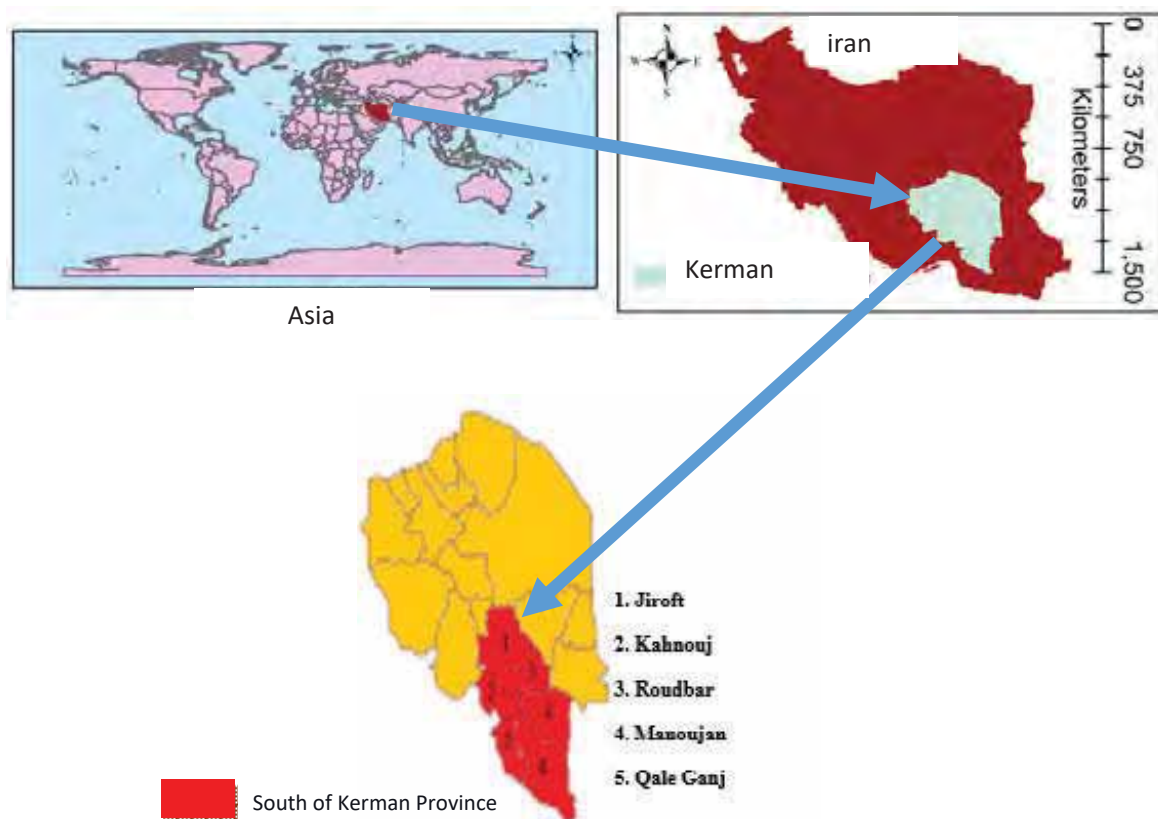 iran
0
375
750
1,500
Kilometers
Kerman
Asia
1. Jiroft
2. Kahnouj
3. Roudbar
4. Manoujan
5. Qale Ganj
1
South of Kerman Province